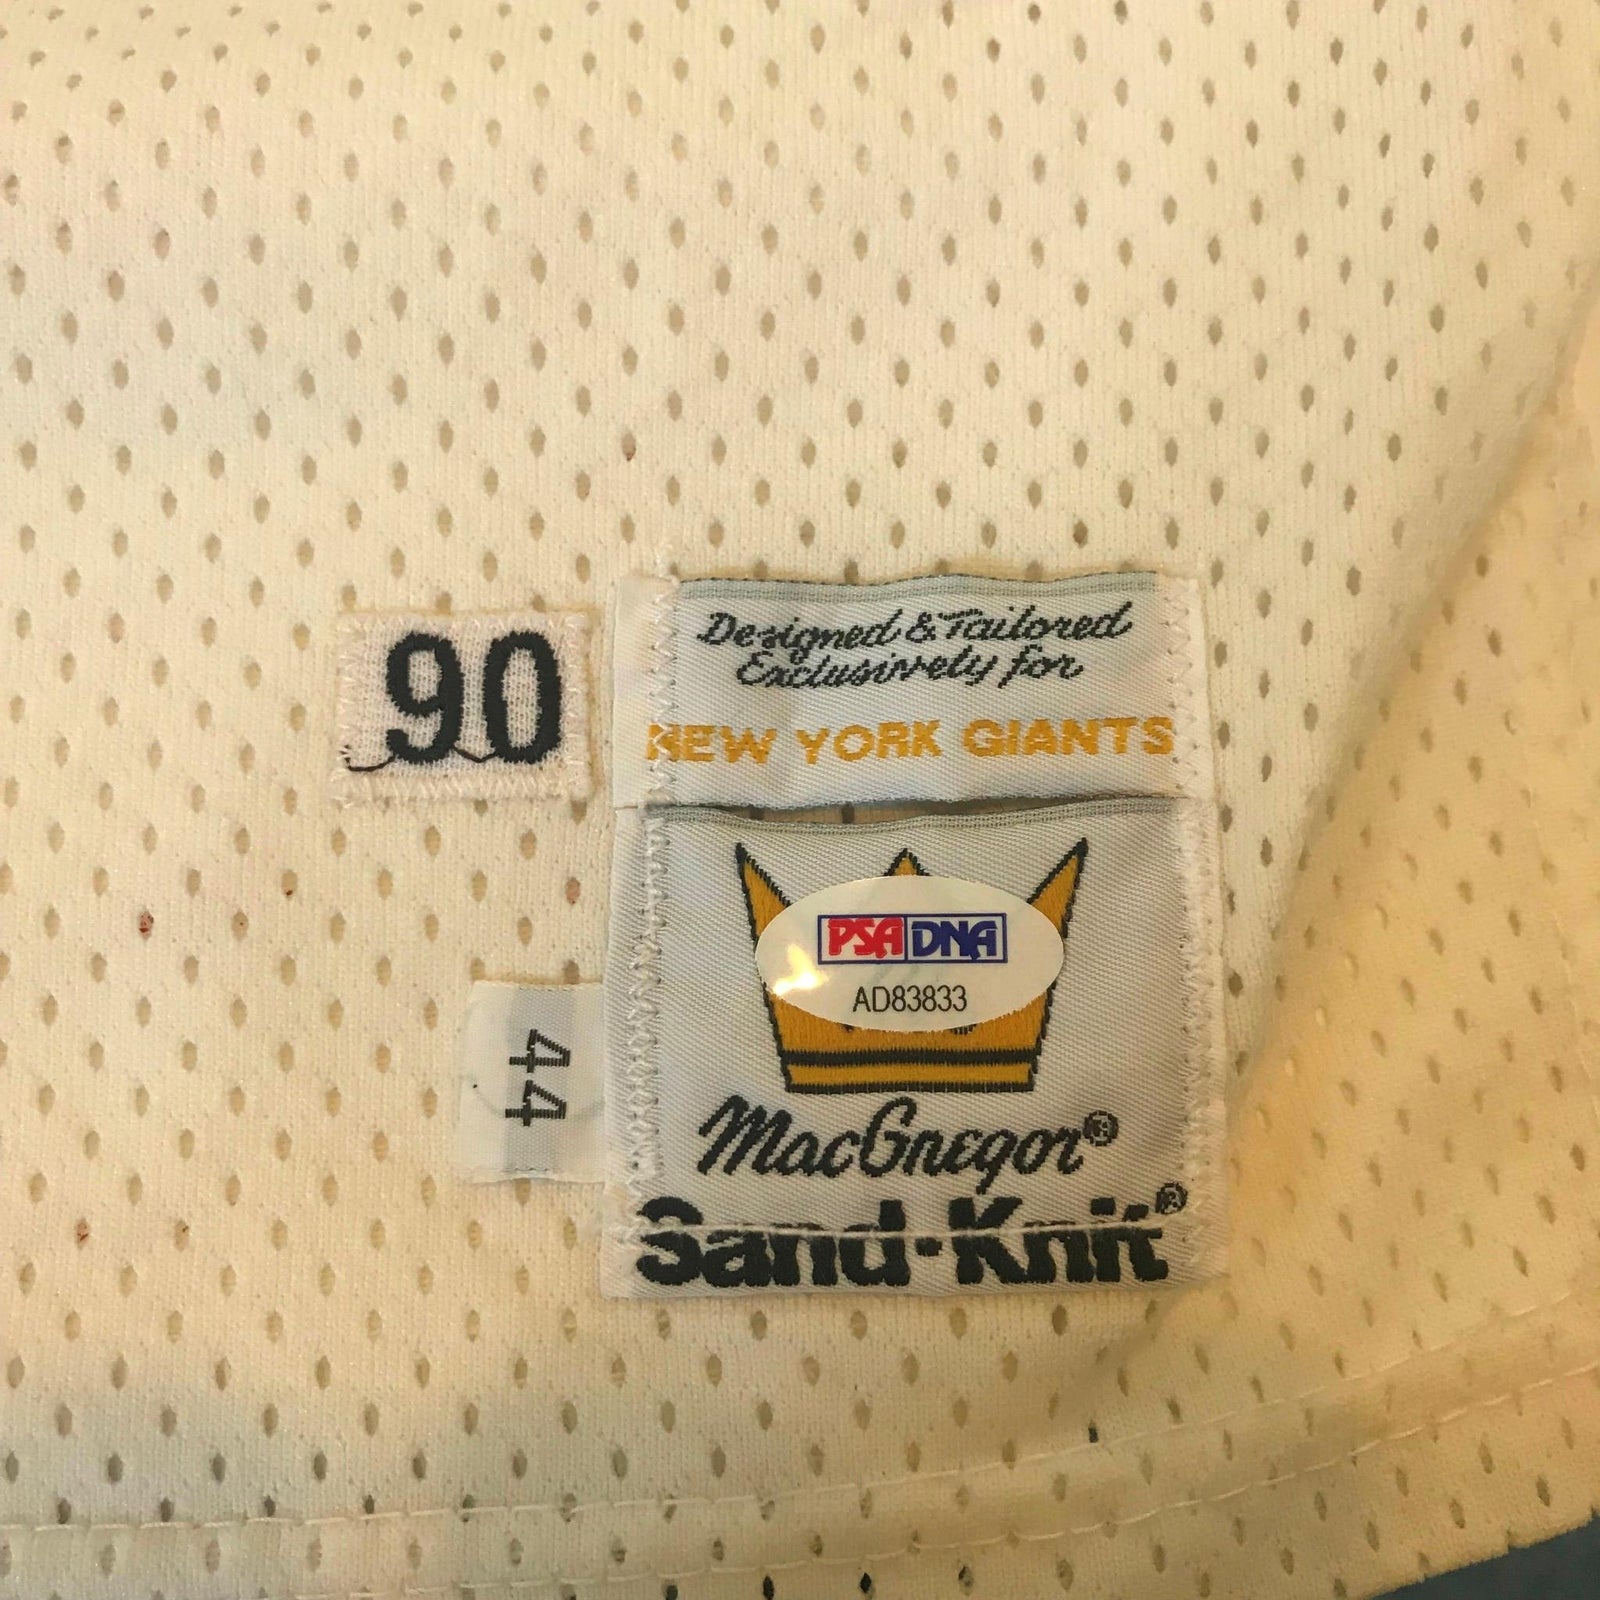 90
Designed & Tailored
Exclusively for
NEW YORK GIANTS
PSA DNA
AD83833
44
MacGregor®
Sand-Knit®